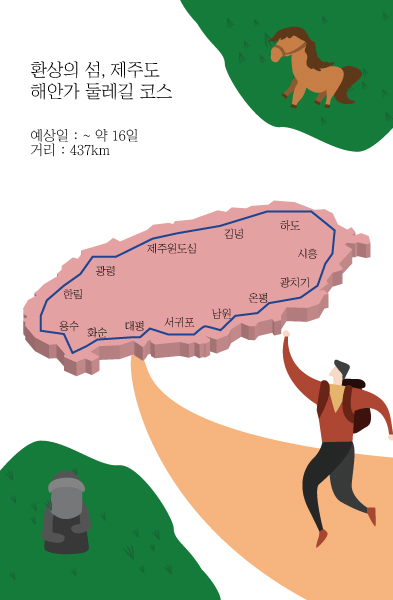 환상의 섬, 제주도
해안가 둘레길 코스
예상일 : ~ 약 16일
거리 : 437km
하도
김녕
제주원도심
시흥
광령
광치기
한림
온평
남원
서귀포
대평
용수
화순